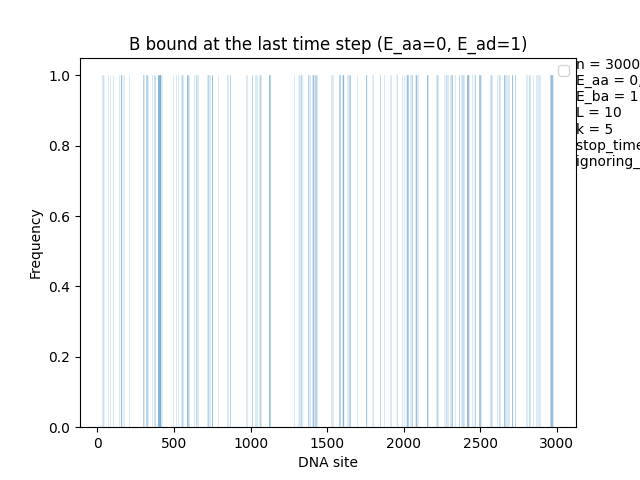 B bound at the last time step (E_aa=0, E_ad=1)
n = 3000
E_aa = 0,
E_ba = 1
L = 10
k = 5
stop_time
ignoring_
1.0
0.8
0.6
0.4
0.2
0.0
Frequency
0 500 1000 1500 2000 2500 3000
DNA site